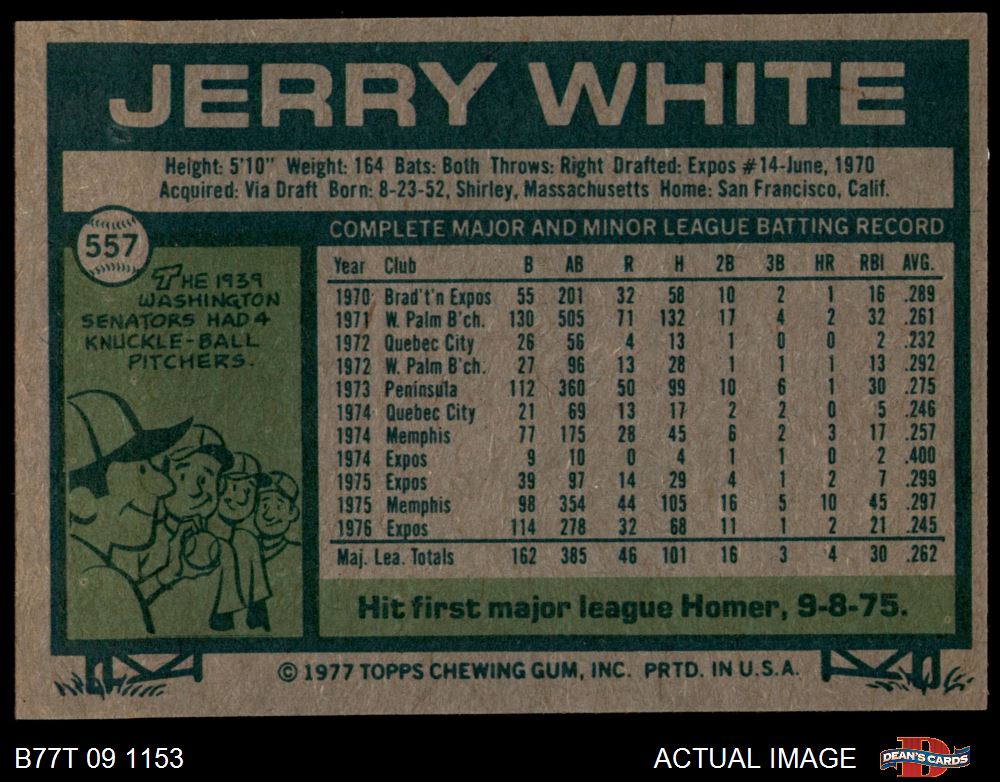 JERRY WHITE
Height: 5'10" Weight: 164 Bats: Both Throws: Right Drafted: Expos #14-June, 1970
Acquired: Via Draft Born: 8-23-52, Shirley, Massachusetts Home: San Francisco, Calif.
557
THE 1939
WASHINGTON
SENATORS HAD 4
KNUCKLE-BALL
PITCHERS.
COMPLETE MAJOR AND MINOR LEAGUE BATTING RECORD
Year Club B AB R H 2B 3B HR RBI AVG.
1970 Brad't'n Expos 55 201 32 58 10 2 1 16 .289
1971 W. Palm B'ch. 130 505 71 132 17 4 2 32 .261
1972 Quebec City 26 56 4 13 1 0 0 2 .232
1972 W. Palm B'ch. 27 96 13 28 1 1 1 13 .292
1973 Peninsula 112 360 50 99 10 6 1 30 .275
1974 Quebec City 21 69 13 17 2 2 0 5 .246
1974 Memphis 77 175 28 45 6 2 3 17 .257
1974 Expos 9 10 0 4 1 1 0 2 .400
1975 Expos 39 97 14 29 4 1 2 7 .299
1975 Memphis 98 354 44 105 16 5 10 45 .297
1976 Expos 114 278 32 68 11 1 2 21 .245
Maj. Lea. Totals 162 385 46 101 16 3 4 30 .262
Hit first major league Homer, 9-8-75.
© 1977 TOPPS CHEWING GUM, INC. PRTD. IN U.S.A.
B77T 09 1153
ACTUAL IMAGE
DEAN'S CARDS